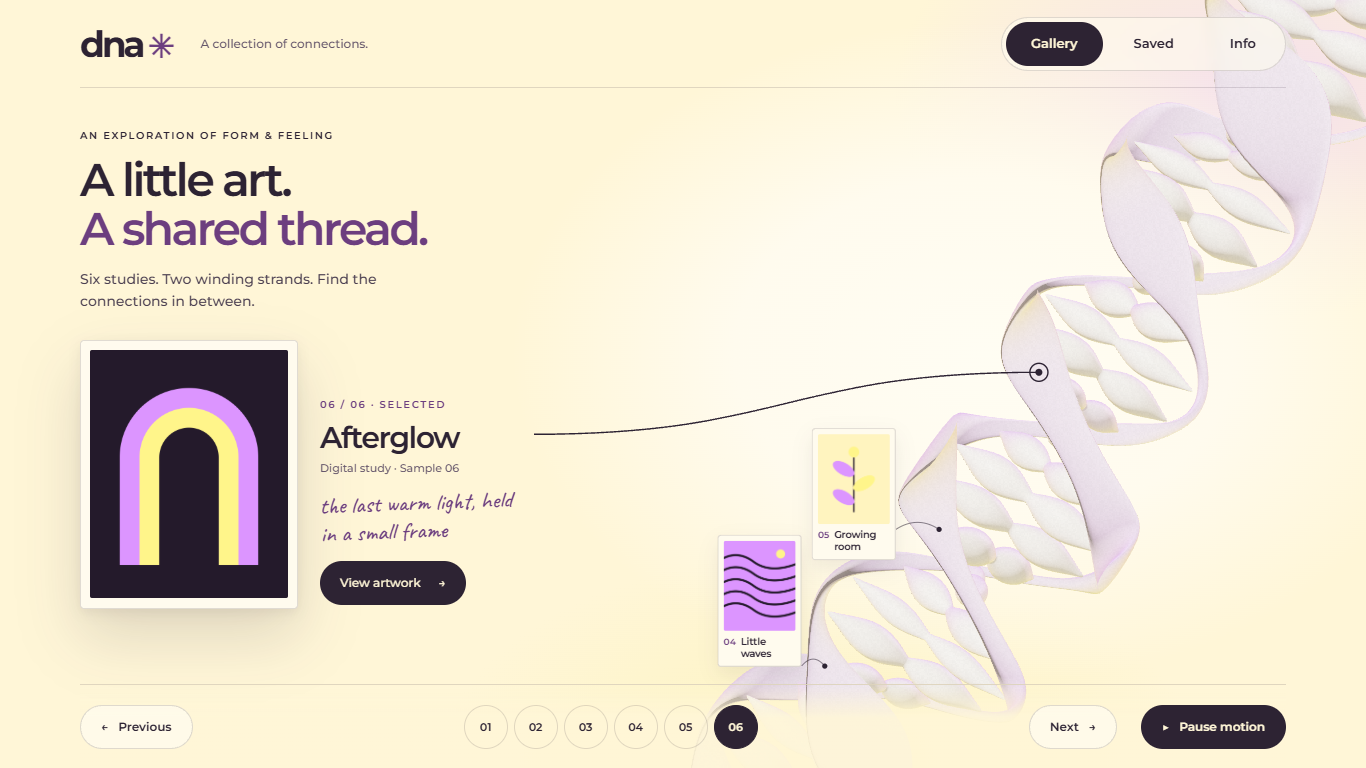 dna
A collection of connections.
Gallery
Saved
Info
AN EXPLORATION OF FORM & FEELING
A little art.
A shared thread.
Six studies. Two winding strands. Find the
connections in between.
06 / 06 · SELECTED
Afterglow
Digital study · Sample 06
the last warm light, held
in a small frame
View artwork →
05 Growing
room
04 Little
waves
← Previous
01
02
03
04
05
06
Next →
► Pause motion